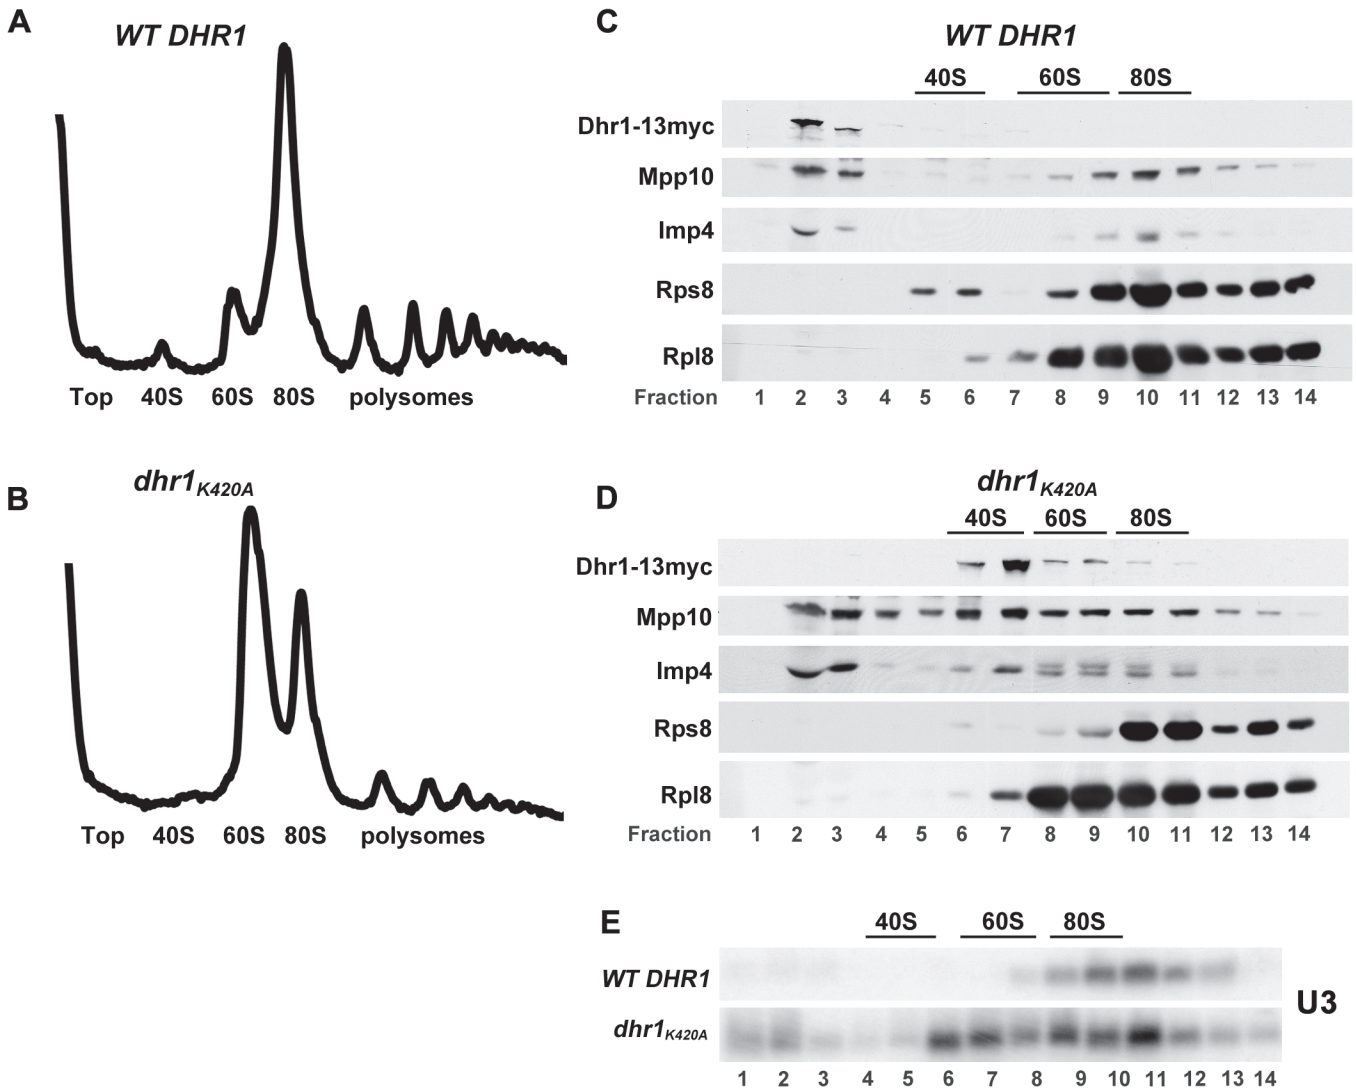 A
WT DHR1
Top 40S 60S 80S polysomes
B
dhr1K420A
Top 40S 60S 80S polysomes
C
WT DHR1
40S 60S 80S
Dhr1-13myc
Mpp10
Imp4
Rps8
Rpl8
Fraction 1 2 3 4 5 6 7 8 9 10 11 12 13 14
D
dhr1K420A
40S 60S 80S
Dhr1-13myc
Mpp10
Imp4
Rps8
Rpl8
Fraction 1 2 3 4 5 6 7 8 9 10 11 12 13 14
E
40S 60S 80S
WT DHR1
dhr1K420A
U3
1 2 3 4 5 6 7 8 9 10 11 12 13 14